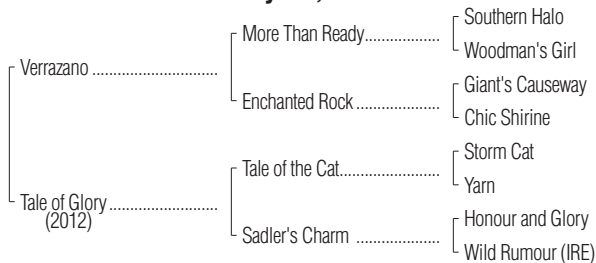 Southern Halo
More Than Ready..................
Woodman's Girl
Verrazano ..............................
Giant's Causeway
Enchanted Rock ....................
Chic Shirine
Storm Cat
Tale of the Cat........................
Yarn
Tale of Glory ..........................
(2012)
Honour and Glory
Sadler's Charm ....................
Wild Rumour (IRE)